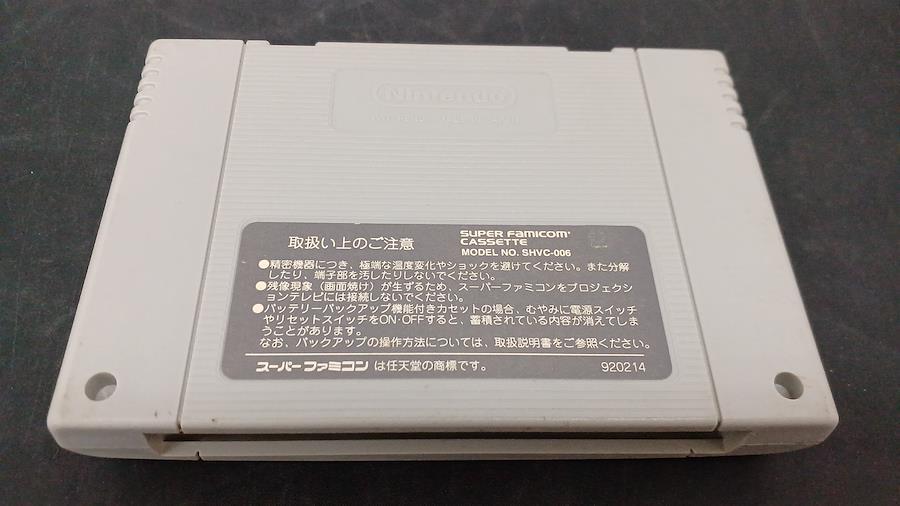 Nintendo
取扱い上のご注意
SUPER FAMICOM
CASSETTE
MODEL NO. SHVC-006
●精密機器につき、極端な温度変化やショックを避けてください。また分解
したり、端子部を汚したりしないでください。
●残像現象（画面焼け）が生ずるため、スーパーファミコンをプロジェクシ
ョンテレビには接続しないでください。
●バッテリーバックアップ機能付きカセットの場合、むやみに電源スイッチ
やリセットスイッチをON・OFFすると、蓄積されている内容が消えてしま
うことがあります。
なお、バックアップの操作方法については、取扱説明書をご参照ください。
スーパーファミコンは任天堂の商標です。
920214